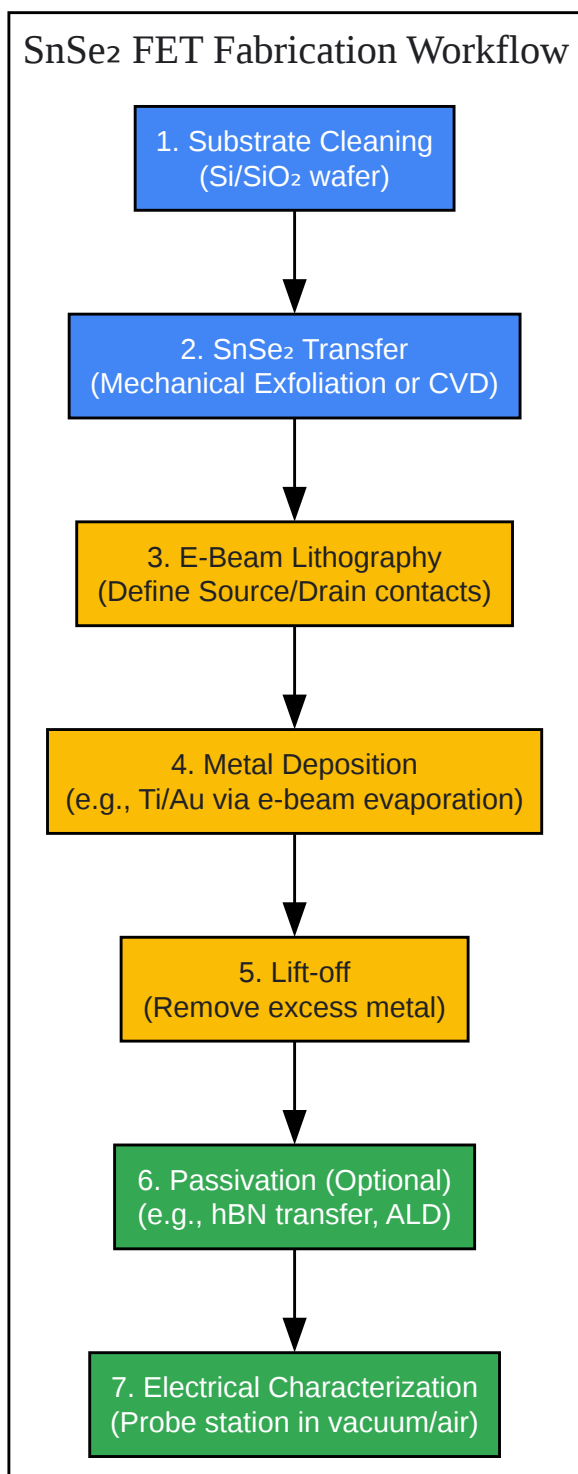 SnSe₂ FET Fabrication Workflow
1. Substrate Cleaning
(Si/SiO₂ wafer)
2. SnSe₂ Transfer
(Mechanical Exfoliation or CVD)
3. E-Beam Lithography
(Define Source/Drain contacts)
4. Metal Deposition
(e.g., Ti/Au via e-beam evaporation)
5. Lift-off
(Remove excess metal)
6. Passivation (Optional)
(e.g., hBN transfer, ALD)
7. Electrical Characterization
(Probe station in vacuum/air)